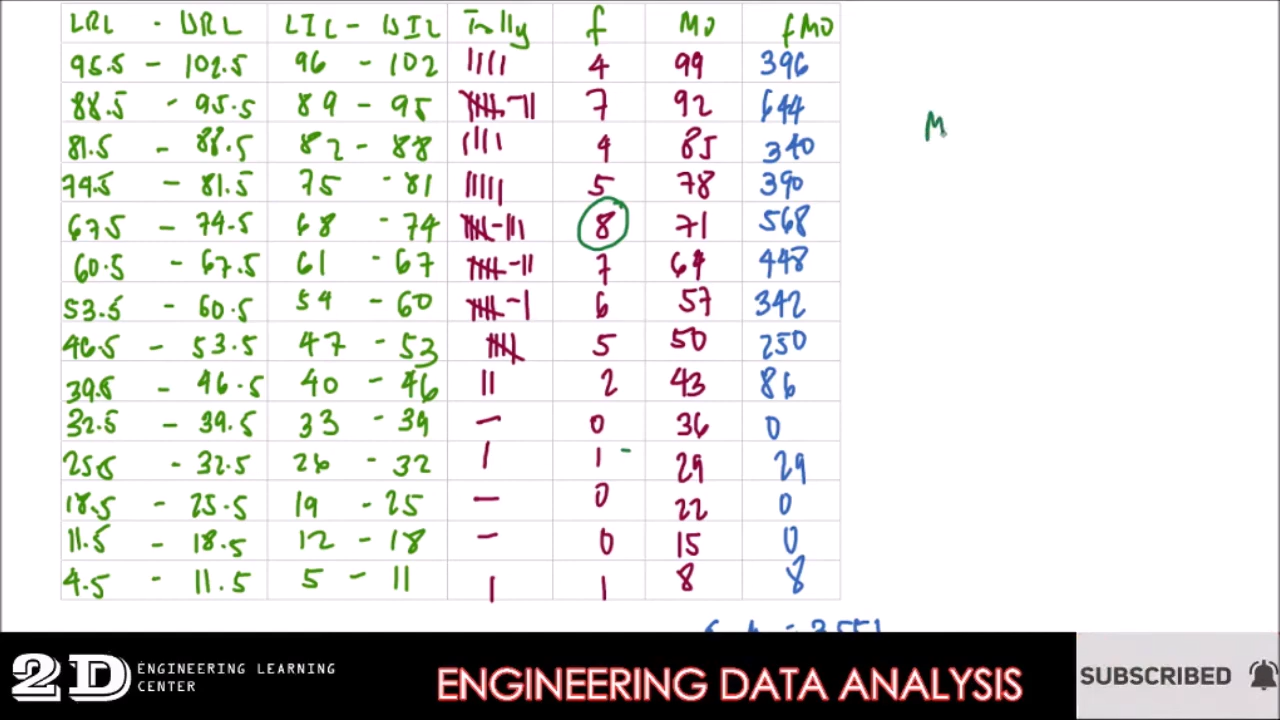 LRL - URL LIL - UIL Tally f Mo fMo
95.5 - 102.5 96 - 102 |||| 4 99 396
88.5 - 95.5 89 - 95 𝍸-|| 7 92 644
81.5 - 88.5 82 - 88 |||| 4 85 340
74.5 - 81.5 75 - 81 ||||| 5 78 390
67.5 - 74.5 68 - 74 𝍸-||| 8 71 568
60.5 - 67.5 61 - 67 𝍸-|| 7 64 448
53.5 - 60.5 54 - 60 𝍸-| 6 57 342
46.5 - 53.5 47 - 53 𝍸 5 50 250
39.5 - 46.5 40 - 46 || 2 43 86
32.5 - 39.5 33 - 39 — 0 36 0
25.5 - 32.5 26 - 32 | 1 - 29 29
18.5 - 25.5 19 - 25 — 0 22 0
11.5 - 18.5 12 - 18 — 0 15 0
4.5 - 11.5 5 - 11 | 1 8 8
M
2D ENGINEERING LEARNING
CENTER
ENGINEERING DATA ANALYSIS
SUBSCRIBED